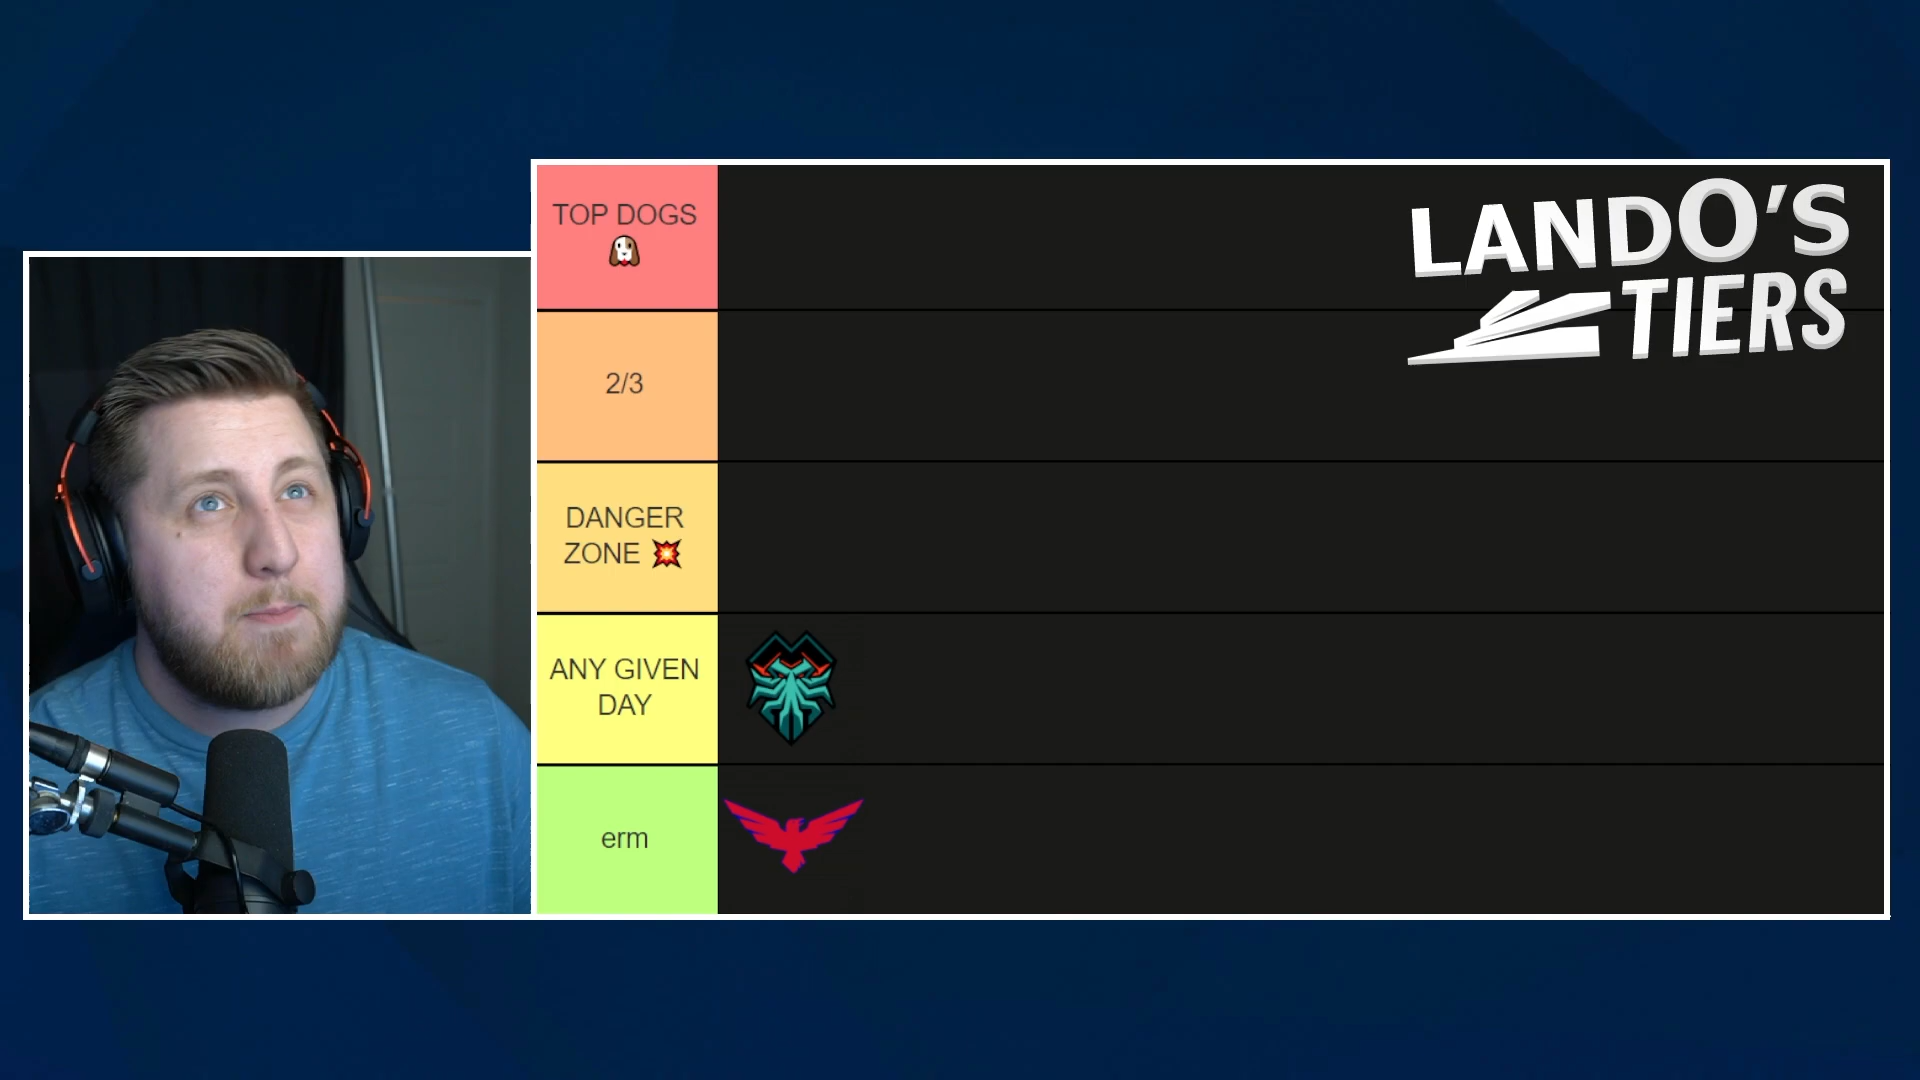 LANDO'S
TIERS
TOP DOGS
2/3
DANGER
ZONE
ANY GIVEN
DAY
erm